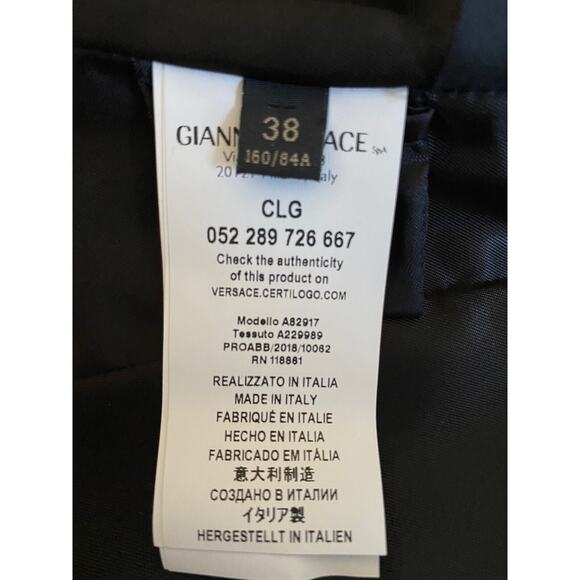 38
160/84A
CLG
052 289 726 667
Check the authenticity
of this product on
VERSACE.CERTILOGO.COM
Modello A82917
Tessuto A229989
PROABB/2018/10062
RN 118881
REALIZZATO IN ITALIA
MADE IN ITALY
FABRIQUÉ EN ITALIE
HECHO EN ITALIA
FABRICADO EM ITÁLIA
意大利制造
СОЗДАНО В ИТАЛИИ
イタリア製
HERGESTELLT IN ITALIEN